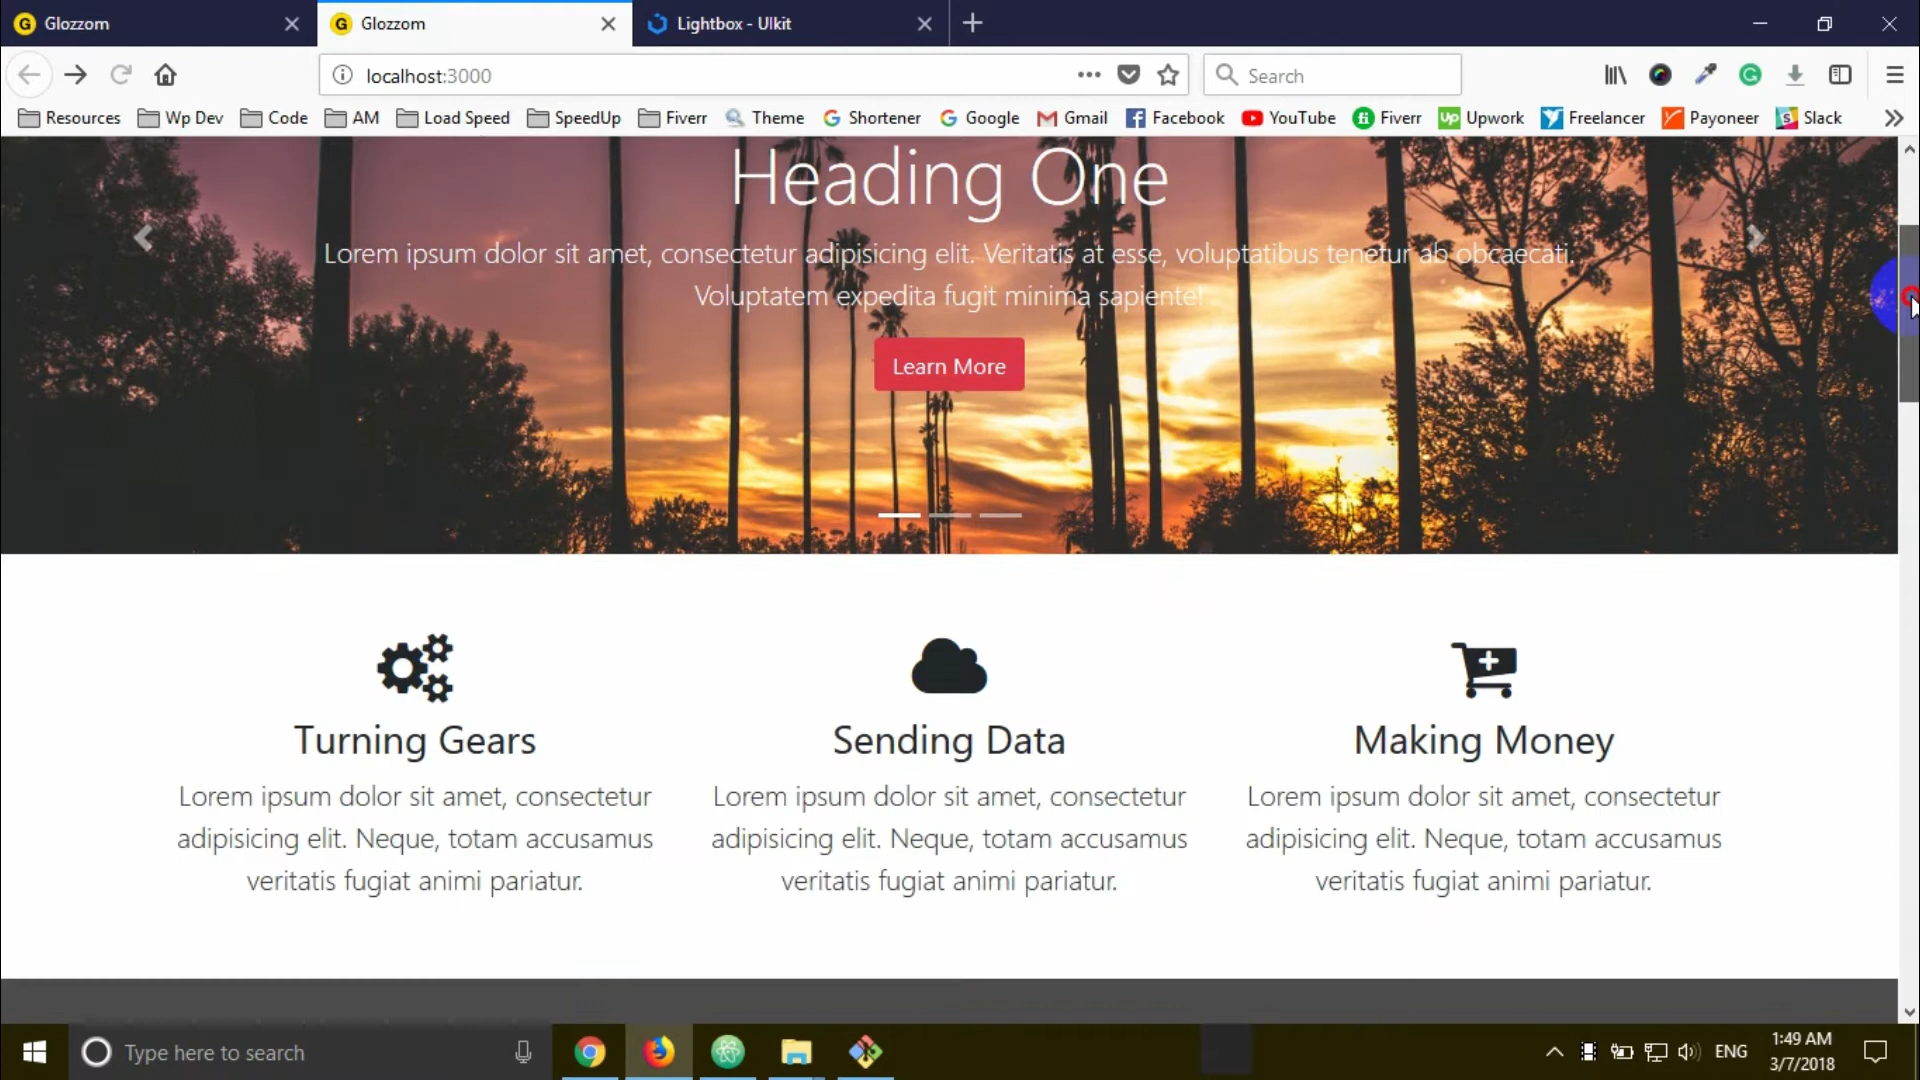 Glozzom
Glozzom
Lightbox - UIkit
localhost:3000
Search
Resources
Wp Dev
Code
AM
Load Speed
SpeedUp
Fiverr
Theme
Shortener
Google
Gmail
Facebook
YouTube
Fiverr
Upwork
Freelancer
Payoneer
Slack
Heading One
Lorem ipsum dolor sit amet, consectetur adipisicing elit. Veritatis at esse, voluptatibus tenetur ab obcaecati.
Voluptatem expedita fugit minima sapiente!
Learn More
Turning Gears
Lorem ipsum dolor sit amet, consectetur
adipisicing elit. Neque, totam accusamus
veritatis fugiat animi pariatur.
Sending Data
Lorem ipsum dolor sit amet, consectetur
adipisicing elit. Neque, totam accusamus
veritatis fugiat animi pariatur.
Making Money
Lorem ipsum dolor sit amet, consectetur
adipisicing elit. Neque, totam accusamus
veritatis fugiat animi pariatur.
Type here to search
ENG
1:49 AM
3/7/2018